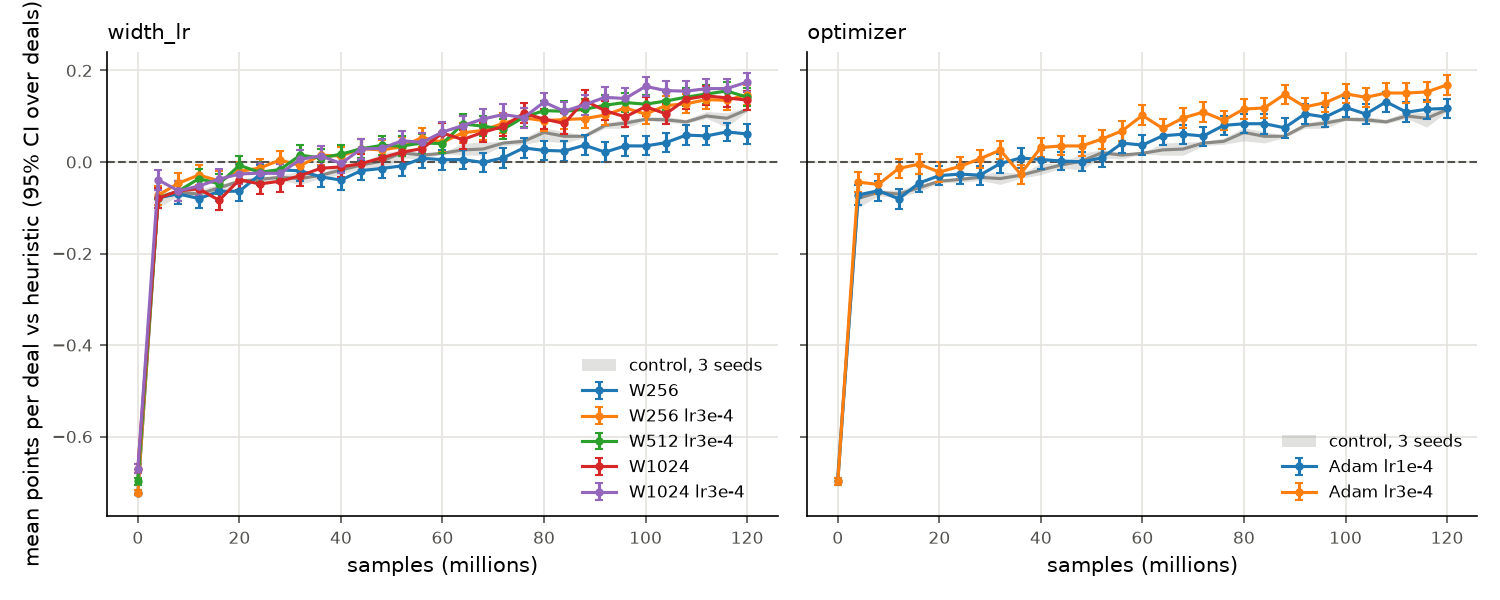 width_lr
optimizer
mean points per deal vs heuristic (95% CI over deals)
0.2
0.0
−0.2
−0.4
−0.6
control, 3 seeds
W256
W256 lr3e-4
W512 lr3e-4
W1024
W1024 lr3e-4
0 20 40 60 80 100 120
samples (millions)
control, 3 seeds
Adam lr1e-4
Adam lr3e-4
0 20 40 60 80 100 120
samples (millions)